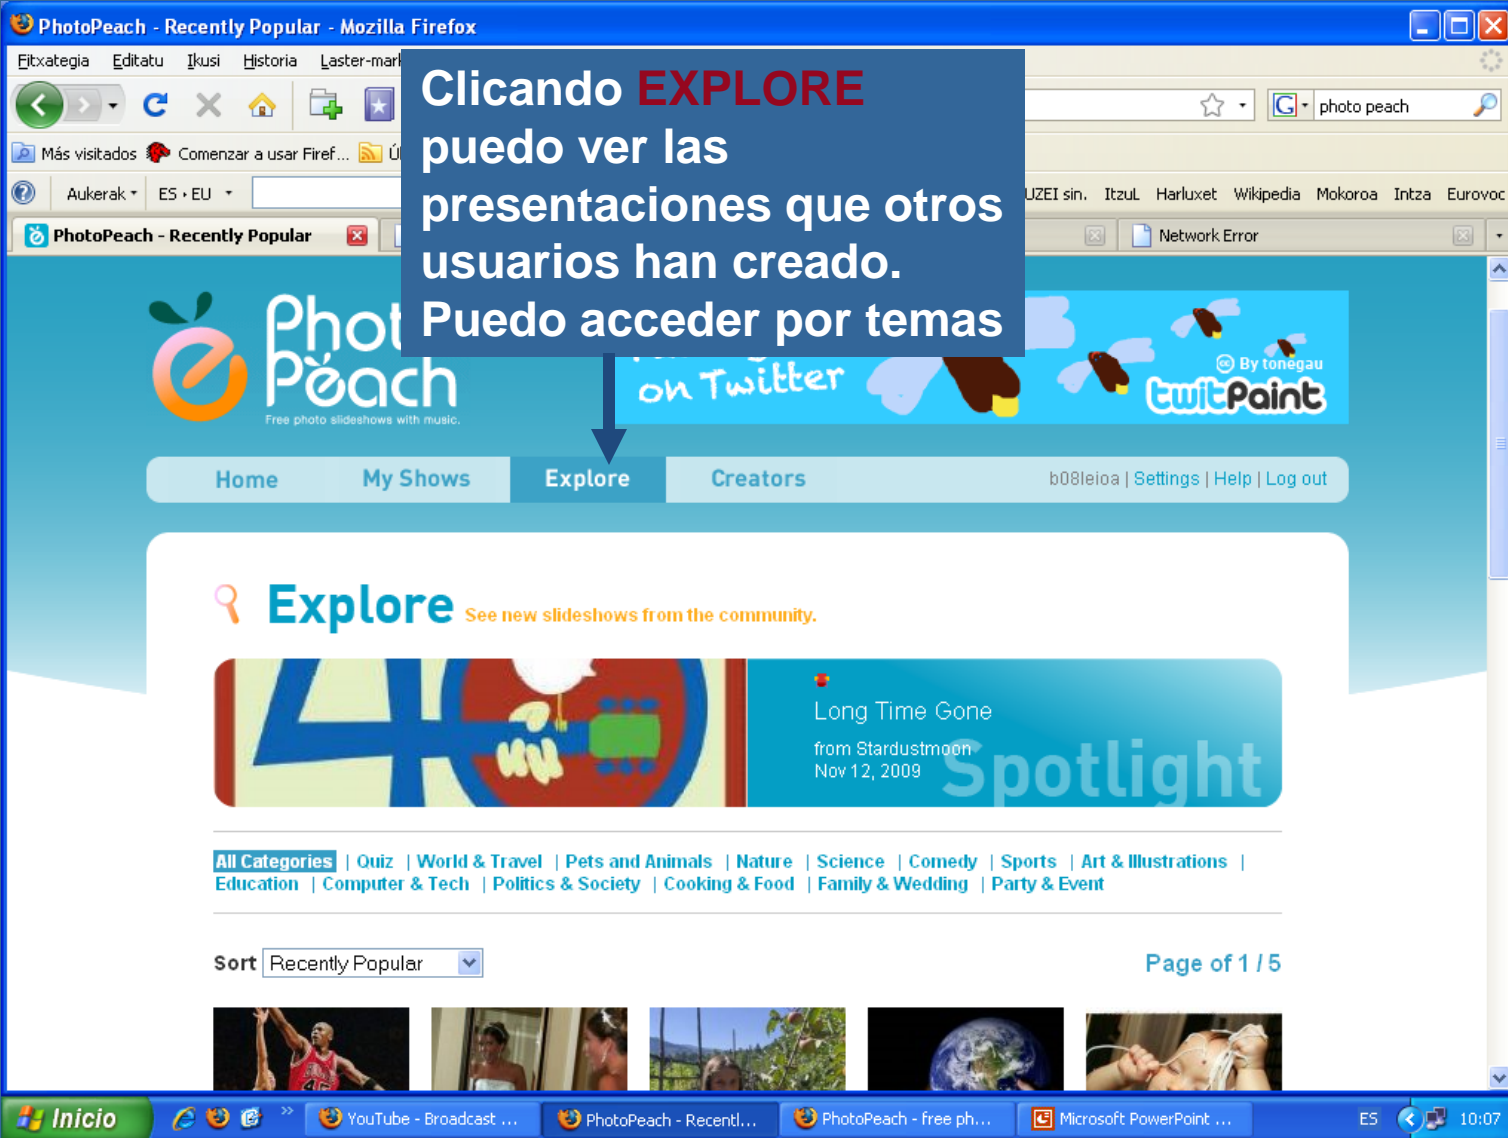 PhotoPeach - Recently Popular - Mozilla Firefox
Fitxategia Editatu Ikusi Historia
Clicando EXPLORE
puedo ver las
presentaciones que otros
usuarios han creado.
Puedo acceder por temas
photo peach
Más visitados Comenzar a usar Firef...
Aukerak ES EU
UZEI sin. ItzuL Harluxet Wikipedia Mokoroa Intza Eurovoc
PhotoPeach - Recently Popular
Network Error
Peach
Free photo slideshows with music.
on Twitter
By tonegau
twitPaint
Home My Shows Explore Creators
b08leioa | Settings | Help | Log out
Explore See new slideshows from the community.
Long Time Gone
from Stardustmoon
Nov 12, 2009
Spotlight
All Categories | Quiz | World & Travel | Pets and Animals | Nature | Science | Comedy | Sports | Art & Illustrations |
Education | Computer & Tech | Politics & Society | Cooking & Food | Family & Wedding | Party & Event
Sort Recently Popular
Page of 1 / 5
Inicio
YouTube - Broadcast ...
PhotoPeach - Recentl...
PhotoPeach - free ph...
Microsoft PowerPoint ...
ES
10:07